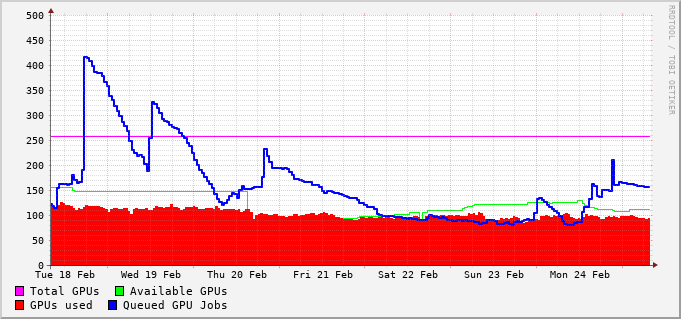 500
450
400
350
300
250
200
150
100
50
0
Tue 18 Feb Wed 19 Feb Thu 20 Feb Fri 21 Feb Sat 22 Feb Sun 23 Feb Mon 24 Feb
Total GPUs Available GPUs
GPUs used Queued GPU Jobs
RRDTOOL / TOBI OETIKER